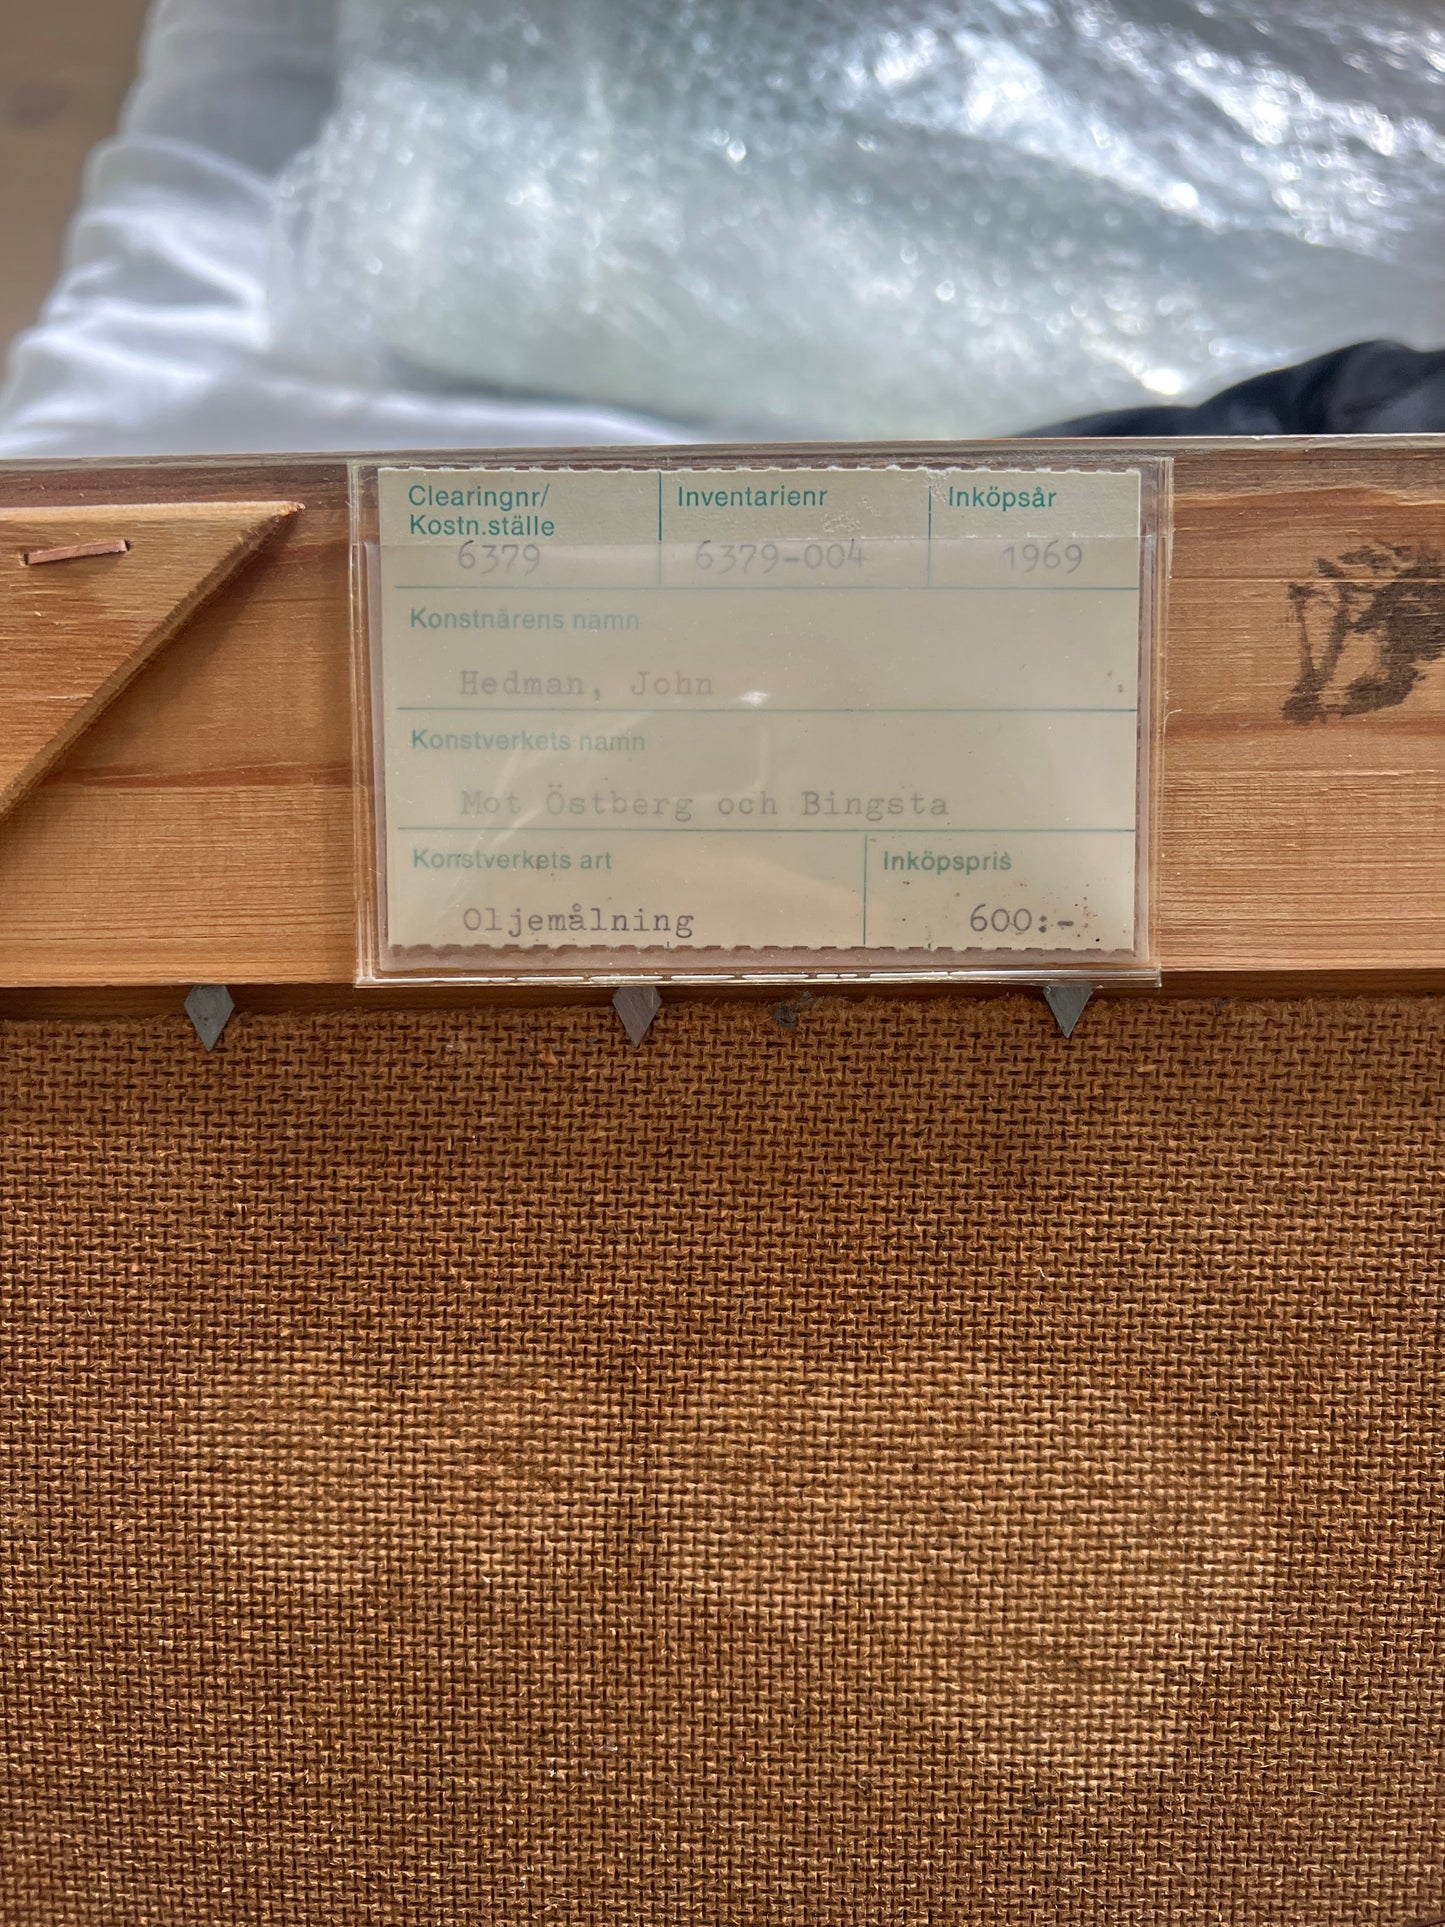 Clearingnr/ Inventarienr Inköpsår
Kostn.ställe
6379 6379-004 1969
Konstnärens namn
Hedman, John
Konstverkets namn
Mot Östberg och Bingsta
Konstverkets art Inköpspris
Oljemålning 600:-